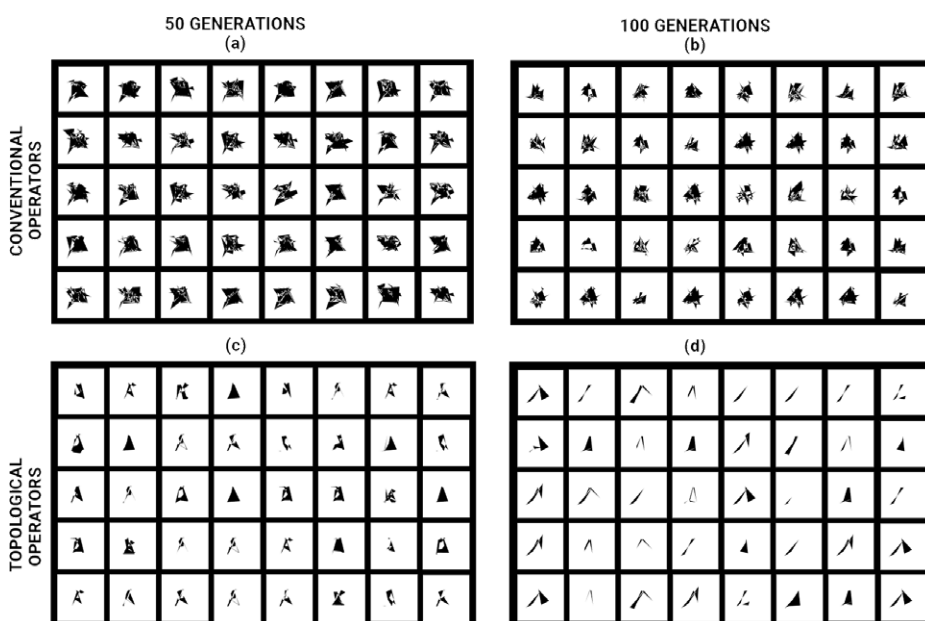 50 GENERATIONS
(a)
100 GENERATIONS
(b)
CONVENTIONAL
OPERATORS
(c)
(d)
TOPOLOGICAL
OPERATORS